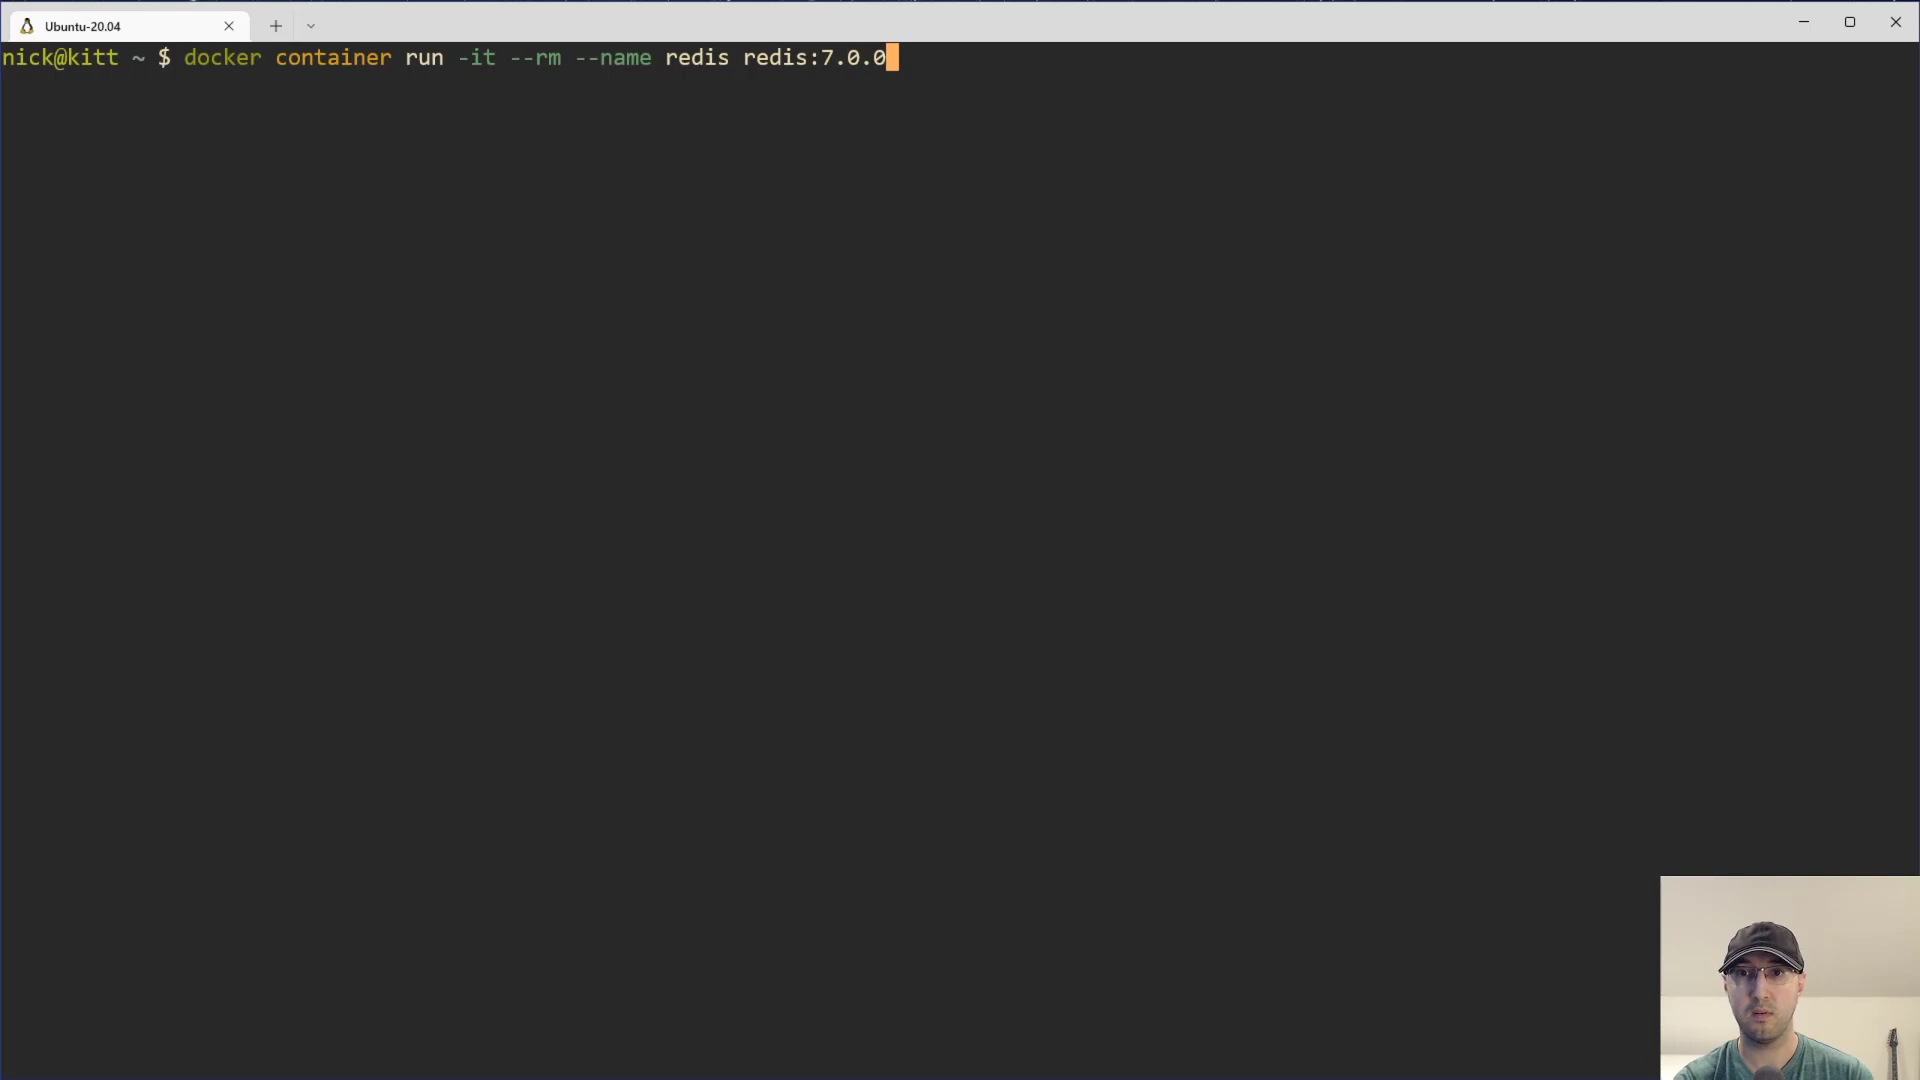 Ubuntu-20.04
nick@kitt ~ $ docker container run -it --rm --name redis redis:7.0.0